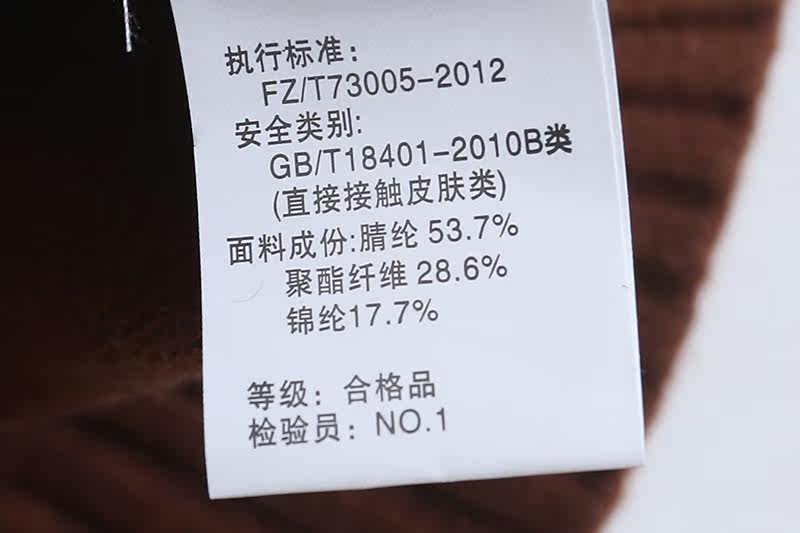 执行标准：
FZ/T73005-2012
安全类别:
GB/T18401-2010B类
(直接接触皮肤类)
面料成份:腈纶 53.7%
聚酯纤维 28.6%
锦纶17.7%
等级：合格品
检验员：NO.1